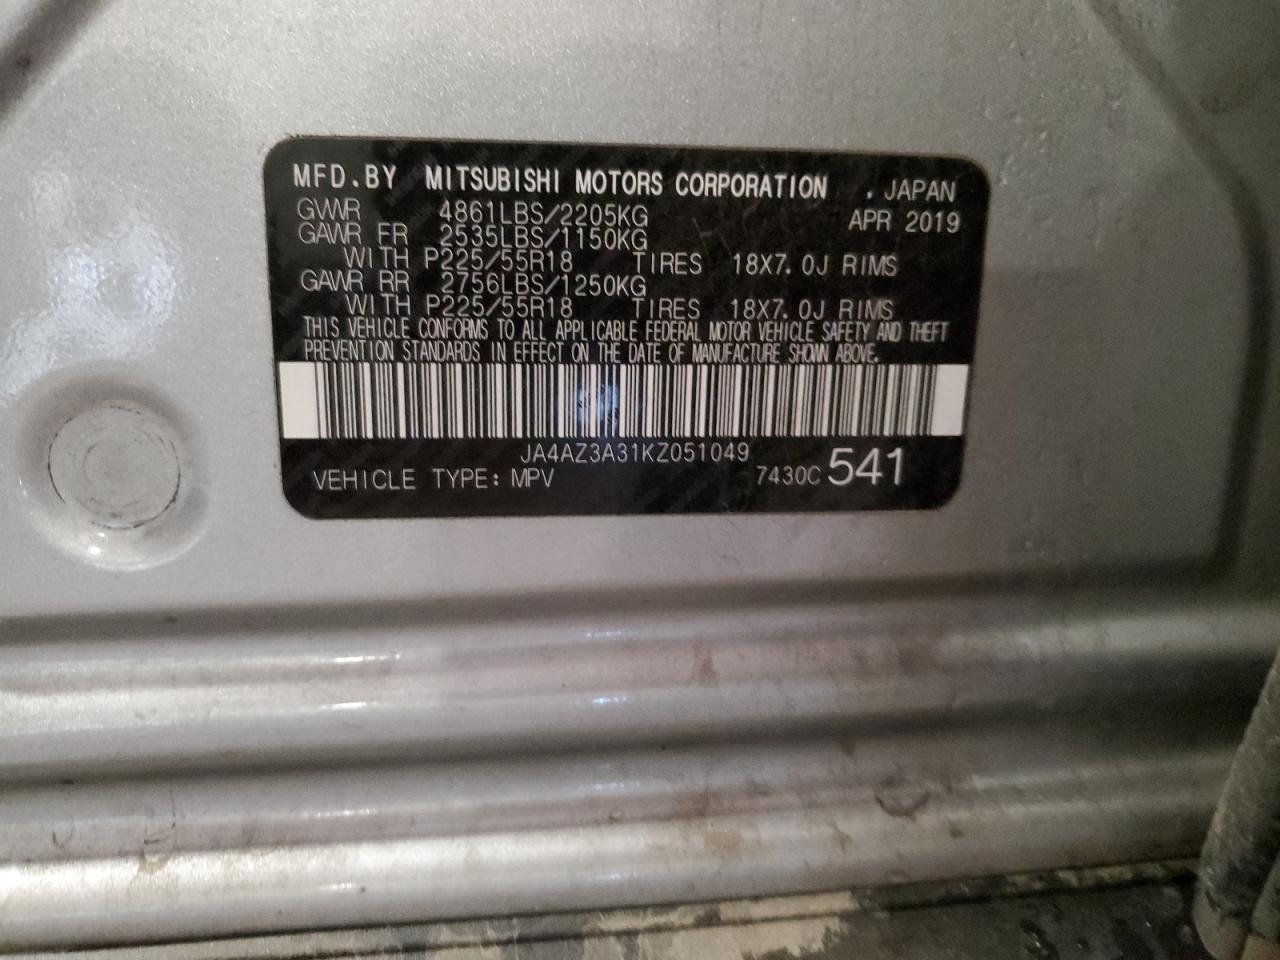 MFD.BY MITSUBISHI MOTORS CORPORATION . JAPAN
GVWR 4861LBS/2205KG APR 2019
GAWR FR 2535LBS/1150KG
WITH P225/55R18 TIRES 18X7.0J RIMS
GAWR RR 2756LBS/1250KG
WITH P225/55R18 TIRES 18X7.0J RIMS
THIS VEHICLE CONFORMS TO ALL APPLICABLE FEDERAL MOTOR VEHICLE SAFETY AND THEFT
PREVENTION STANDARDS IN EFFECT ON THE DATE OF MANUFACTURE SHOWN ABOVE.
JA4AZ3A31KZ051049
VEHICLE TYPE: MPV 7430C 541